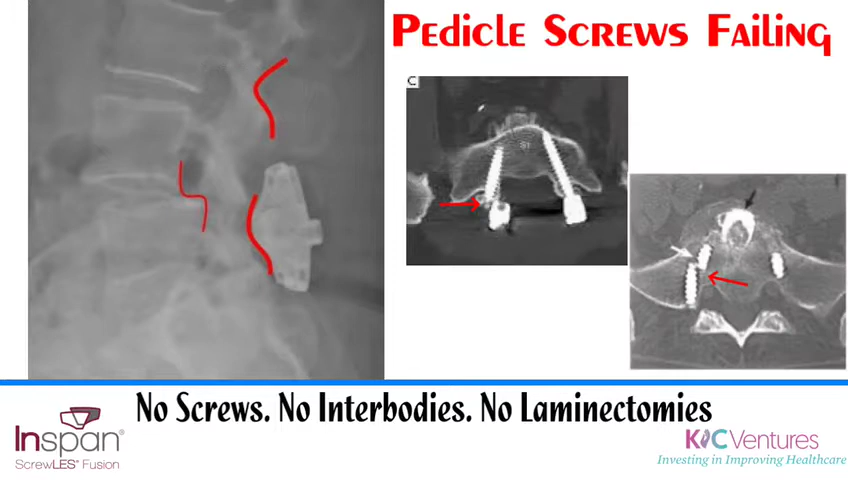 Pedicle Screws Failing
C
No Screws. No Interbodies. No Laminectomies
Inspan®
ScrewLES® Fusion
KIC Ventures
Investing in Improving Healthcare